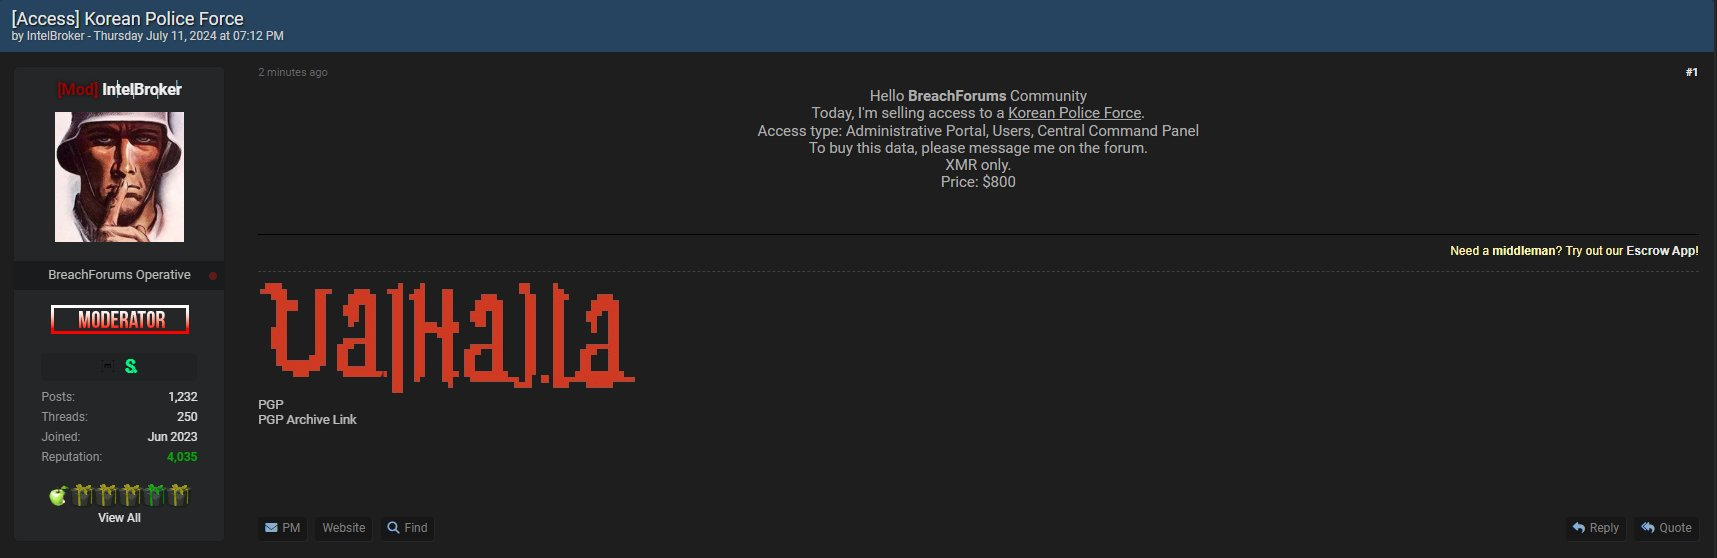 [Access] Korean Police Force
by IntelBroker - Thursday July 11, 2024 at 07:12 PM
[Mod] IntelBroker
BreachForums Operative
MODERATOR
Posts: 1,232
Threads: 250
Joined: Jun 2023
Reputation: 4,035
View All
2 minutes ago
#1
Hello BreachForums Community
Today, I'm selling access to a Korean Police Force.
Access type: Administrative Portal, Users, Central Command Panel
To buy this data, please message me on the forum.
XMR only.
Price: $800
Need a middleman? Try out our Escrow App!
Valhalla
PGP
PGP Archive Link
PM Website Find
Reply Quote